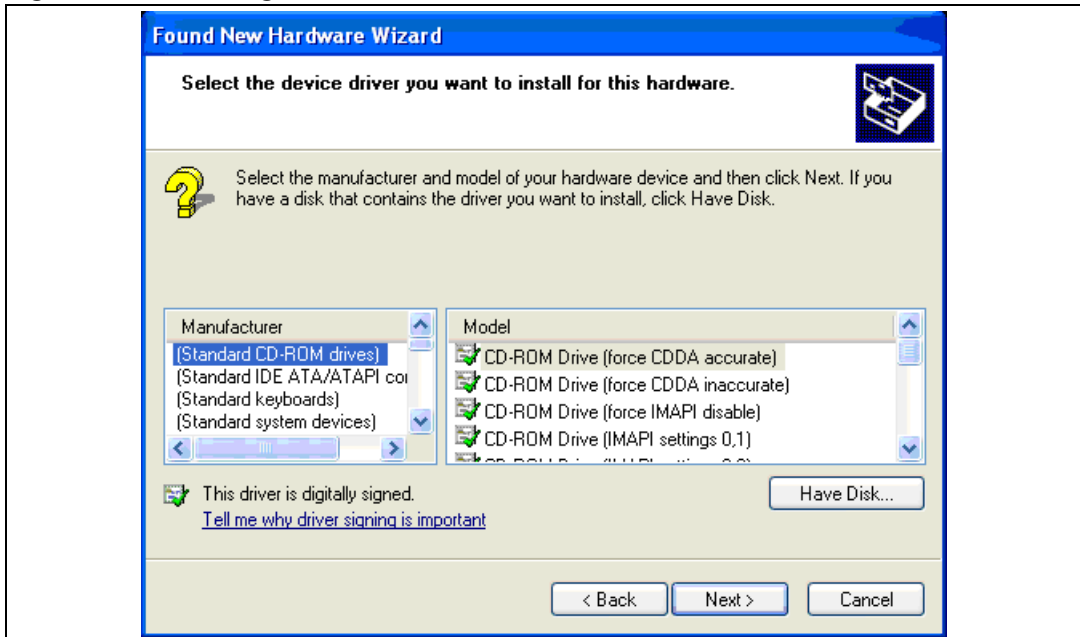 Found New Hardware Wizard
Select the device driver you want to install for this hardware.
Select the manufacturer and model of your hardware device and then click Next. If you
have a disk that contains the driver you want to install, click Have Disk.
Manufacturer
(Standard CD-ROM drives)
(Standard IDE ATA/ATAPI coi
(Standard keyboards)
(Standard system devices)
Model
CD-ROM Drive (force CDDA accurate)
CD-ROM Drive (force CDDA inaccurate)
CD-ROM Drive (force IMAPI disable)
CD-ROM Drive (IMAPI settings 0,1)
This driver is digitally signed.
Tell me why driver signing is important
Have Disk...
< Back
Next >
Cancel